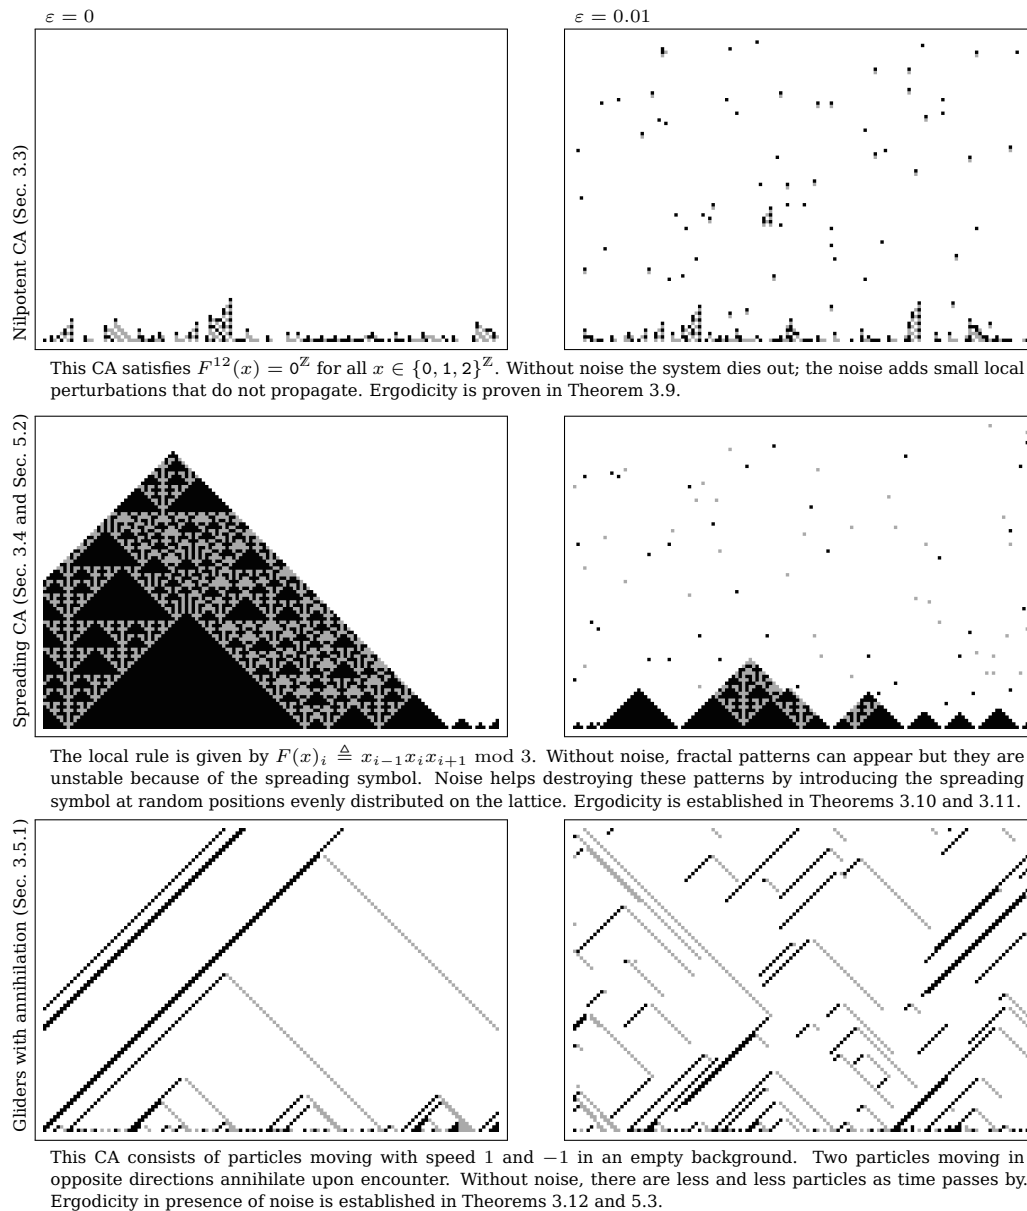 ε = 0
ε = 0.01
Nilpotent CA (Sec. 3.3)
This CA satisfies F¹²(x) = 0^ℤ for all x ∈ {0, 1, 2}^ℤ. Without noise the system dies out; the noise adds small local
perturbations that do not propagate. Ergodicity is proven in Theorem 3.9.
Spreading CA (Sec. 3.4 and Sec. 5.2)
The local rule is given by F(x)ᵢ ≜ xᵢ₋₁xᵢxᵢ₊₁ mod 3. Without noise, fractal patterns can appear but they are
unstable because of the spreading symbol. Noise helps destroying these patterns by introducing the spreading
symbol at random positions evenly distributed on the lattice. Ergodicity is established in Theorems 3.10 and 3.11.
Gliders with annihilation (Sec. 3.5.1)
This CA consists of particles moving with speed 1 and −1 in an empty background. Two particles moving in
opposite directions annihilate upon encounter. Without noise, there are less and less particles as time passes by.
Ergodicity in presence of noise is established in Theorems 3.12 and 5.3.